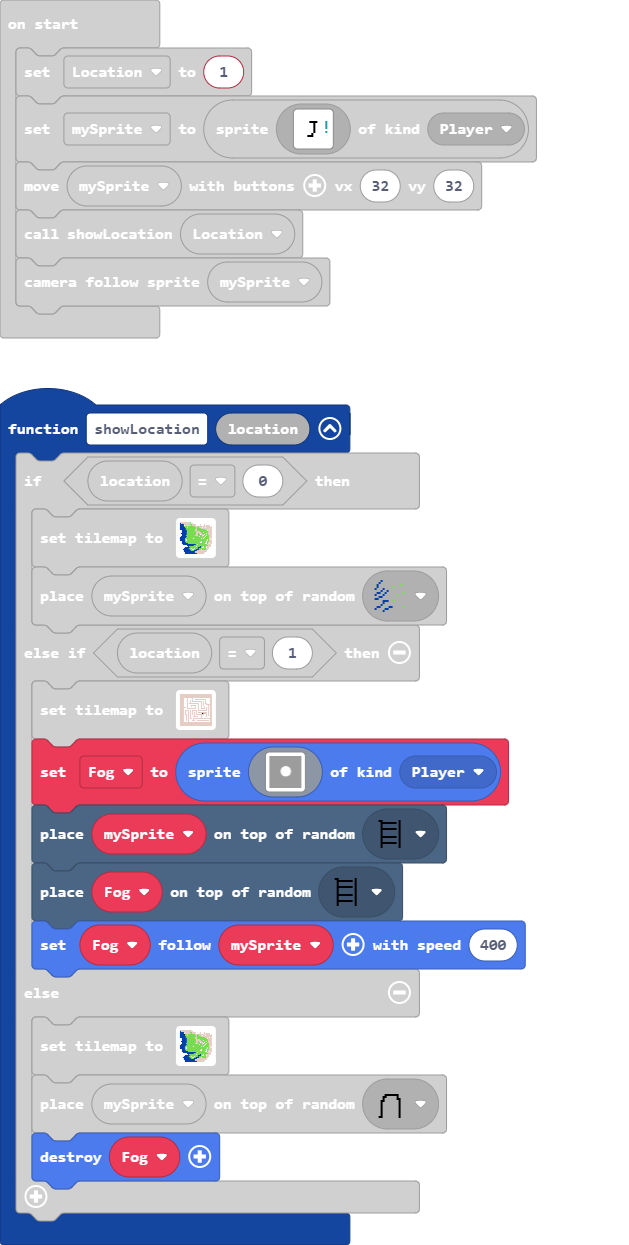 on start
set Location to 1
set mySprite to sprite J! of kind Player
move mySprite with buttons vx 32 vy 32
call showLocation Location
camera follow sprite mySprite
function showLocation location
if location = 0 then
set tilemap to
place mySprite on top of random
else if location = 1 then
set tilemap to
set Fog to sprite of kind Player
place mySprite on top of random
place Fog on top of random
set Fog follow mySprite with speed 400
else
set tilemap to
place mySprite on top of random
destroy Fog